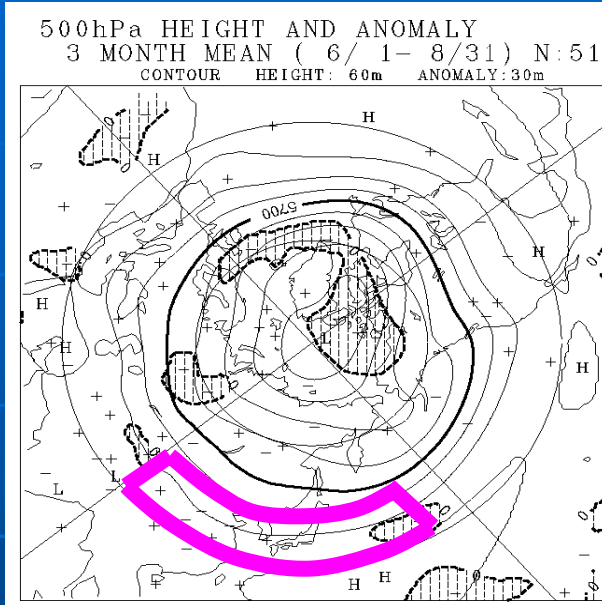 500hPa HEIGHT AND ANOMALY
3 MONTH MEAN ( 6/ 1- 8/31) N:51
CONTOUR HEIGHT: 60m ANOMALY:30m
H
H
5700
H
H
L
H
H
L
L
H
H
H